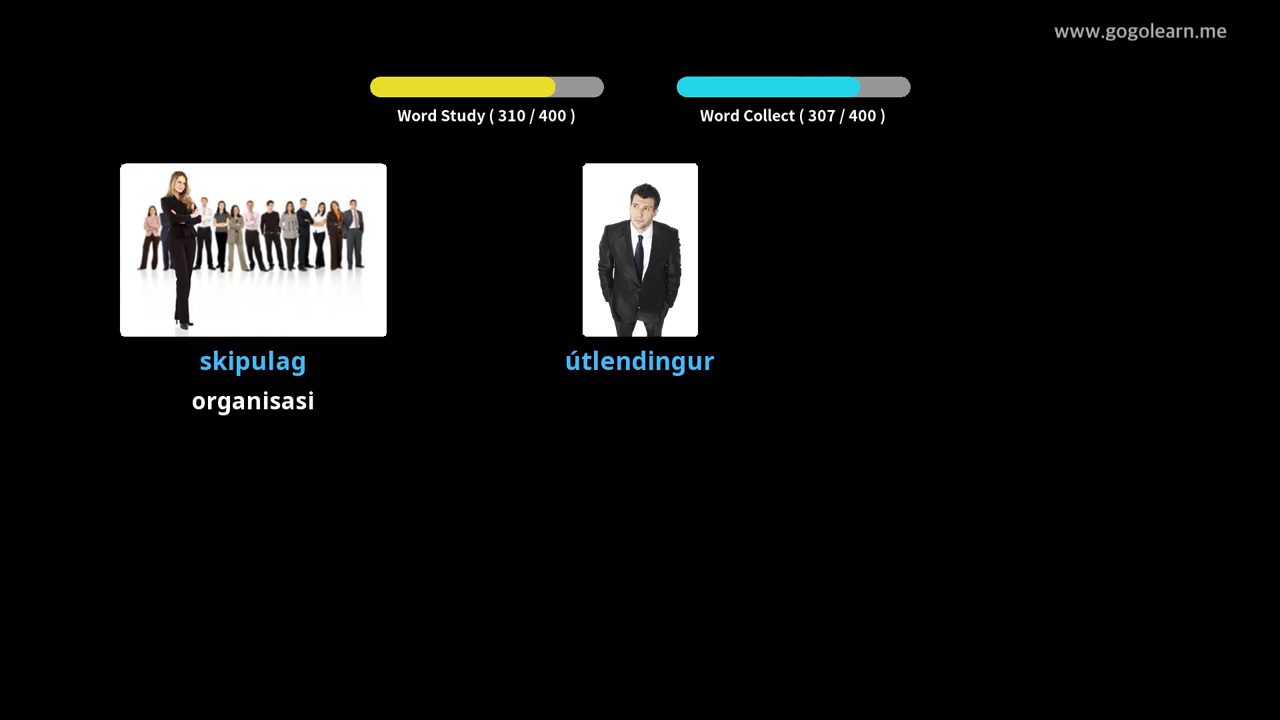 www.gogolearn.me
Word Study ( 310 / 400 )
Word Collect ( 307 / 400 )
skipulag
útlendingur
organisasi